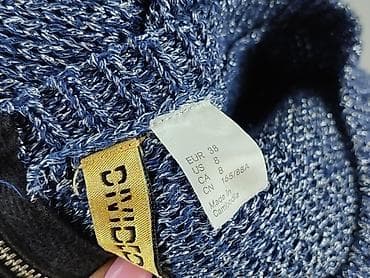 EUR 38
US 8
CA 8
CN 165/88A
Made in
Cambodia